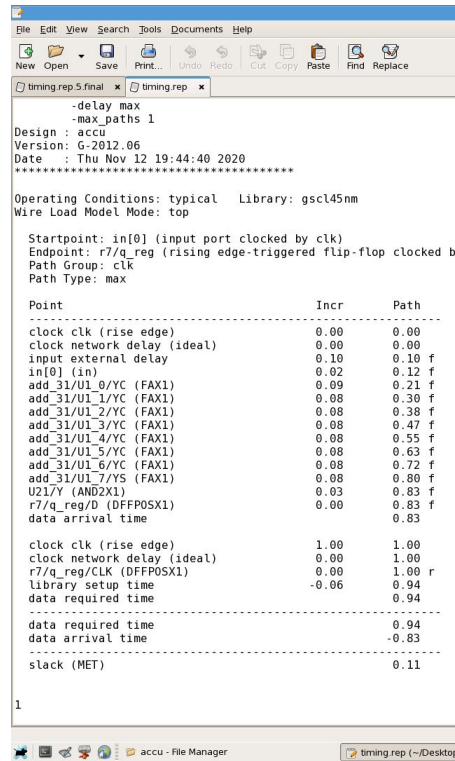 File Edit View Search Tools Documents Help
New Open Save Print... Undo Redo Cut Copy Paste Find Replace
timing.rep.5.final × timing.rep ×
-delay max
-max_paths 1
Design : accu
Version: G-2012.06
Date : Thu Nov 12 19:44:40 2020
****************************************
Operating Conditions: typical Library: gscl45nm
Wire Load Model Mode: top
Startpoint: in[0] (input port clocked by clk)
Endpoint: r7/q_reg (rising edge-triggered flip-flop clocked b
Path Group: clk
Path Type: max
Point Incr Path
-----------------------------------------------------------
clock clk (rise edge) 0.00 0.00
clock network delay (ideal) 0.00 0.00
input external delay 0.10 0.10 f
in[0] (in) 0.02 0.12 f
add_31/U1_0/YC (FAX1) 0.09 0.21 f
add_31/U1_1/YC (FAX1) 0.08 0.30 f
add_31/U1_2/YC (FAX1) 0.08 0.38 f
add_31/U1_3/YC (FAX1) 0.08 0.47 f
add_31/U1_4/YC (FAX1) 0.08 0.55 f
add_31/U1_5/YC (FAX1) 0.08 0.63 f
add_31/U1_6/YC (FAX1) 0.08 0.72 f
add_31/U1_7/YS (FAX1) 0.08 0.80 f
U21/Y (AND2X1) 0.03 0.83 f
r7/q_reg/D (DFFPOSX1) 0.00 0.83 f
data arrival time 0.83
clock clk (rise edge) 1.00 1.00
clock network delay (ideal) 0.00 1.00
r7/q_reg/CLK (DFFPOSX1) 0.00 1.00 r
library setup time -0.06 0.94
data required time 0.94
-----------------------------------------------------------
data required time 0.94
data arrival time -0.83
-----------------------------------------------------------
slack (MET) 0.11
1
accu - File Manager timing.rep (~/Desktop